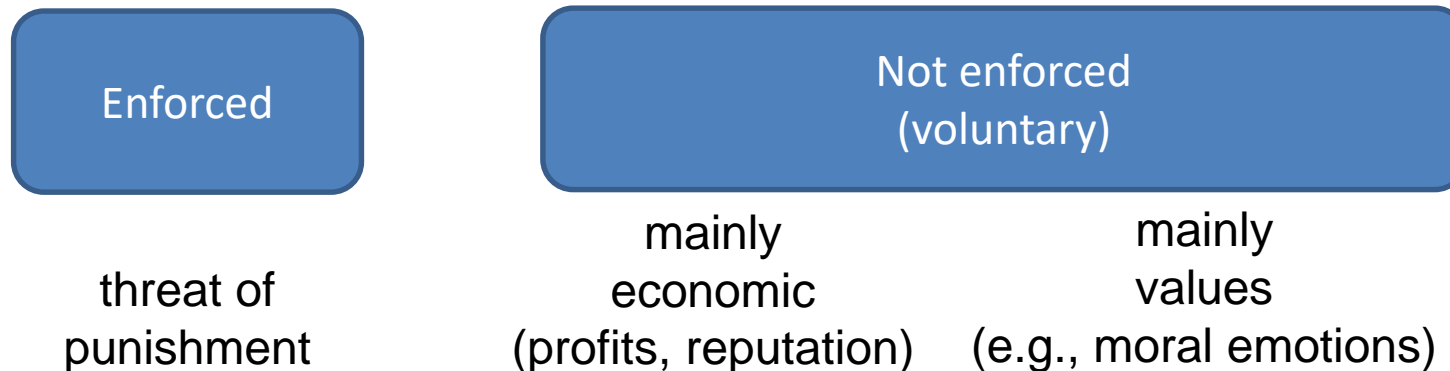 Enforced
Not enforced
(voluntary)
threat of
punishment
mainly
economic
(profits, reputation)
mainly
values
(e.g., moral emotions)